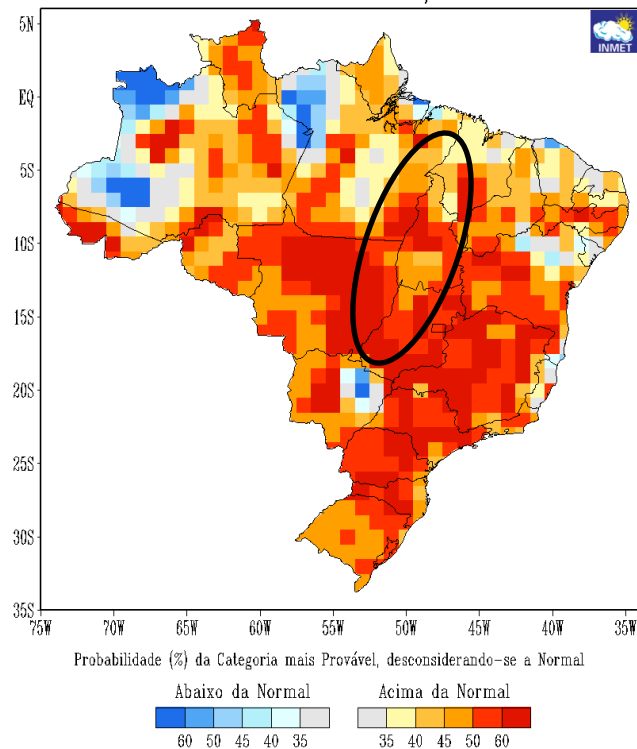 INMET
5N
EQ
5S
10S
15S
20S
25S
30S
35S
75W 70W 65W 60W 55W 50W 45W 40W 35W
Probabilidade (%) da Categoria mais Provável, desconsiderando-se a Normal
Abaixo da Normal Acima da Normal
60 50 45 40 35 35 40 45 50 60